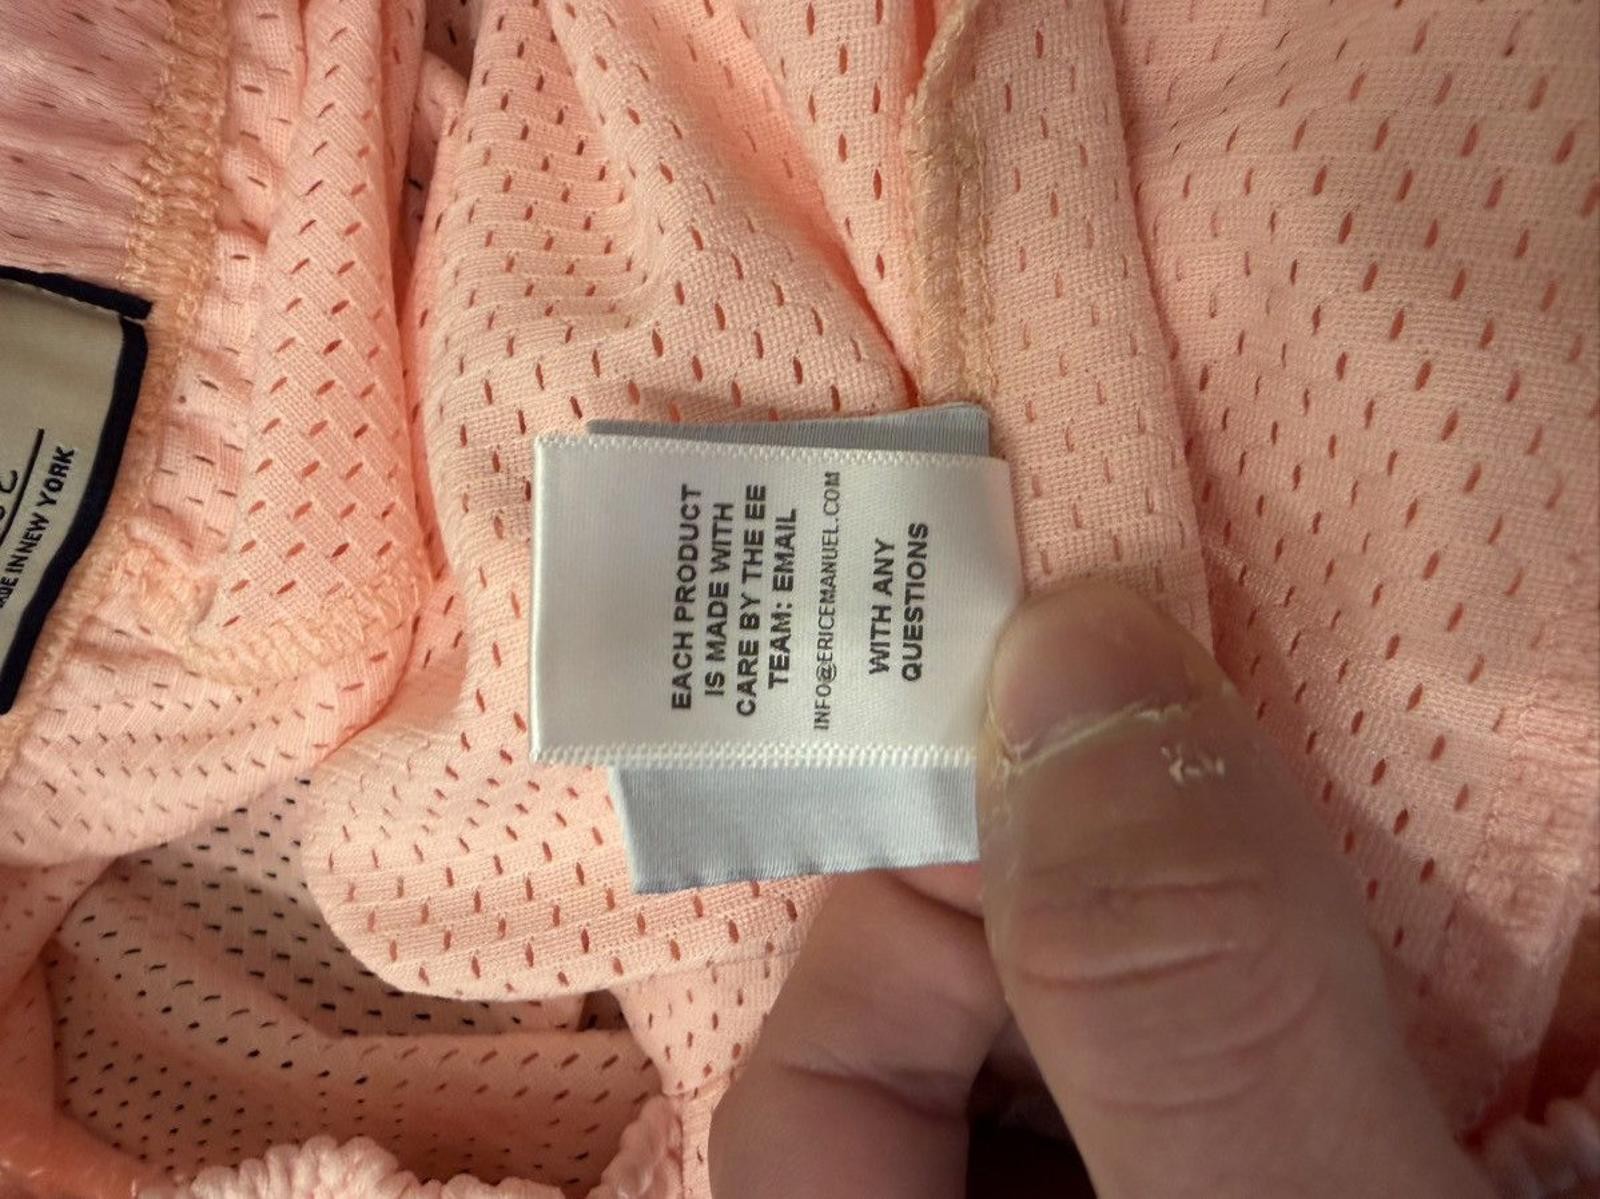 MADE IN NEW YORK
EACH PRODUCT
IS MADE WITH
CARE BY THE EE
TEAM: EMAIL
INFO@ERICEMANUEL.COM
WITH ANY
QUESTIONS